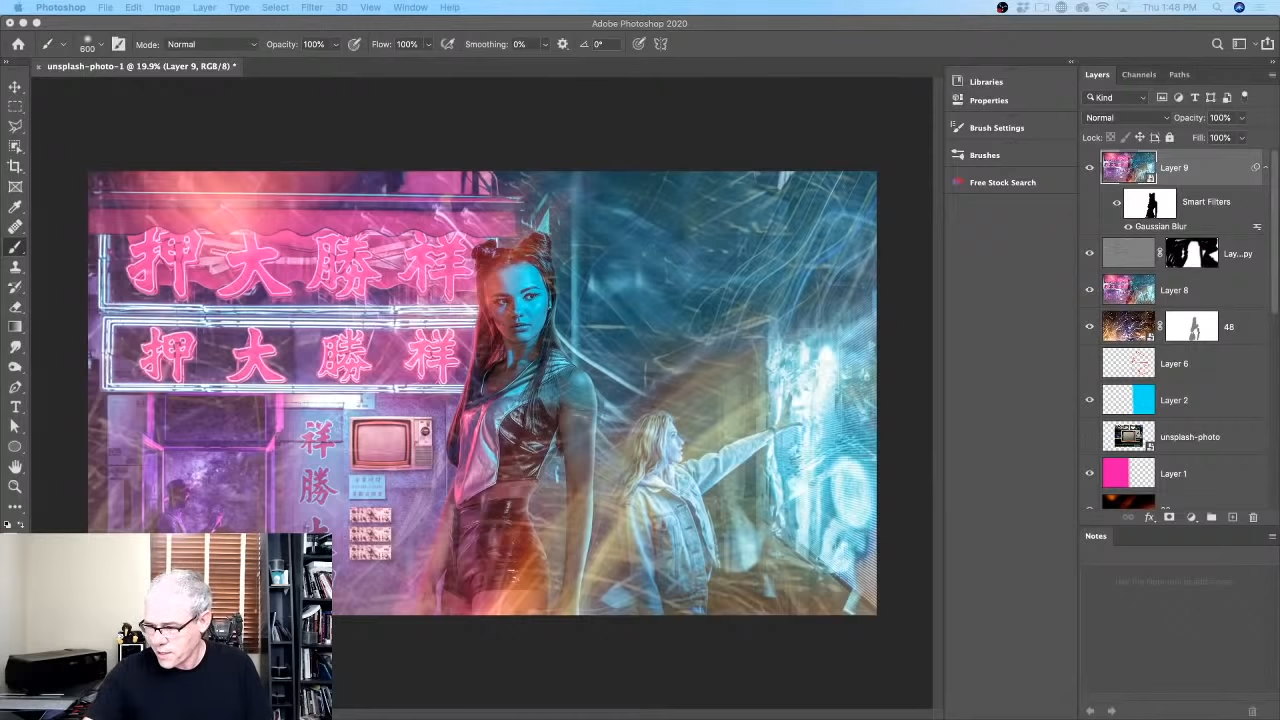 Photoshop File Edit Image Layer Type Select Filter 3D View Window Help Thu 1:48 PM
Adobe Photoshop 2020
600 Mode: Normal Opacity: 100% Flow: 100% Smoothing: 0% 0°
unsplash-photo-1 @ 19.9% (Layer 9, RGB/8) *
Libraries
Properties
Brush Settings
Brushes
Free Stock Search
Layers Channels Paths
Kind
Normal Opacity: 100%
Lock: Fill: 100%
Layer 9
Smart Filters
Gaussian Blur
Lay...py
Layer 8
48
Layer 6
Layer 2
unsplash-photo
Layer 1
Notes
押大勝祥
押大勝祥
祥
勝